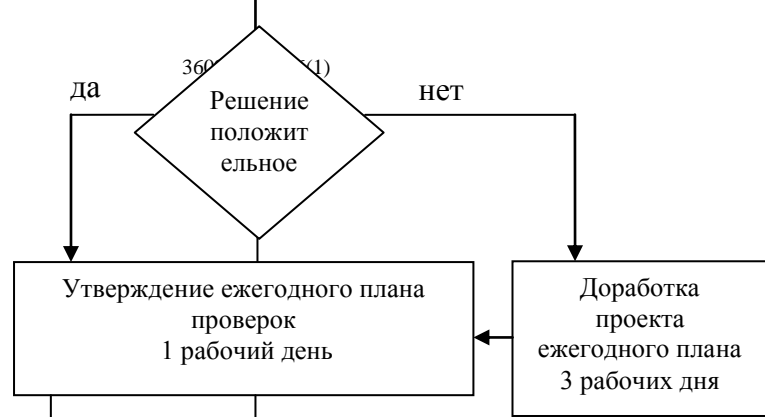 да
нет
Решение
положит
ельное
Утверждение ежегодного плана
проверок
1 рабочий день
Доработка
проекта
ежегодного плана
3 рабочих дня